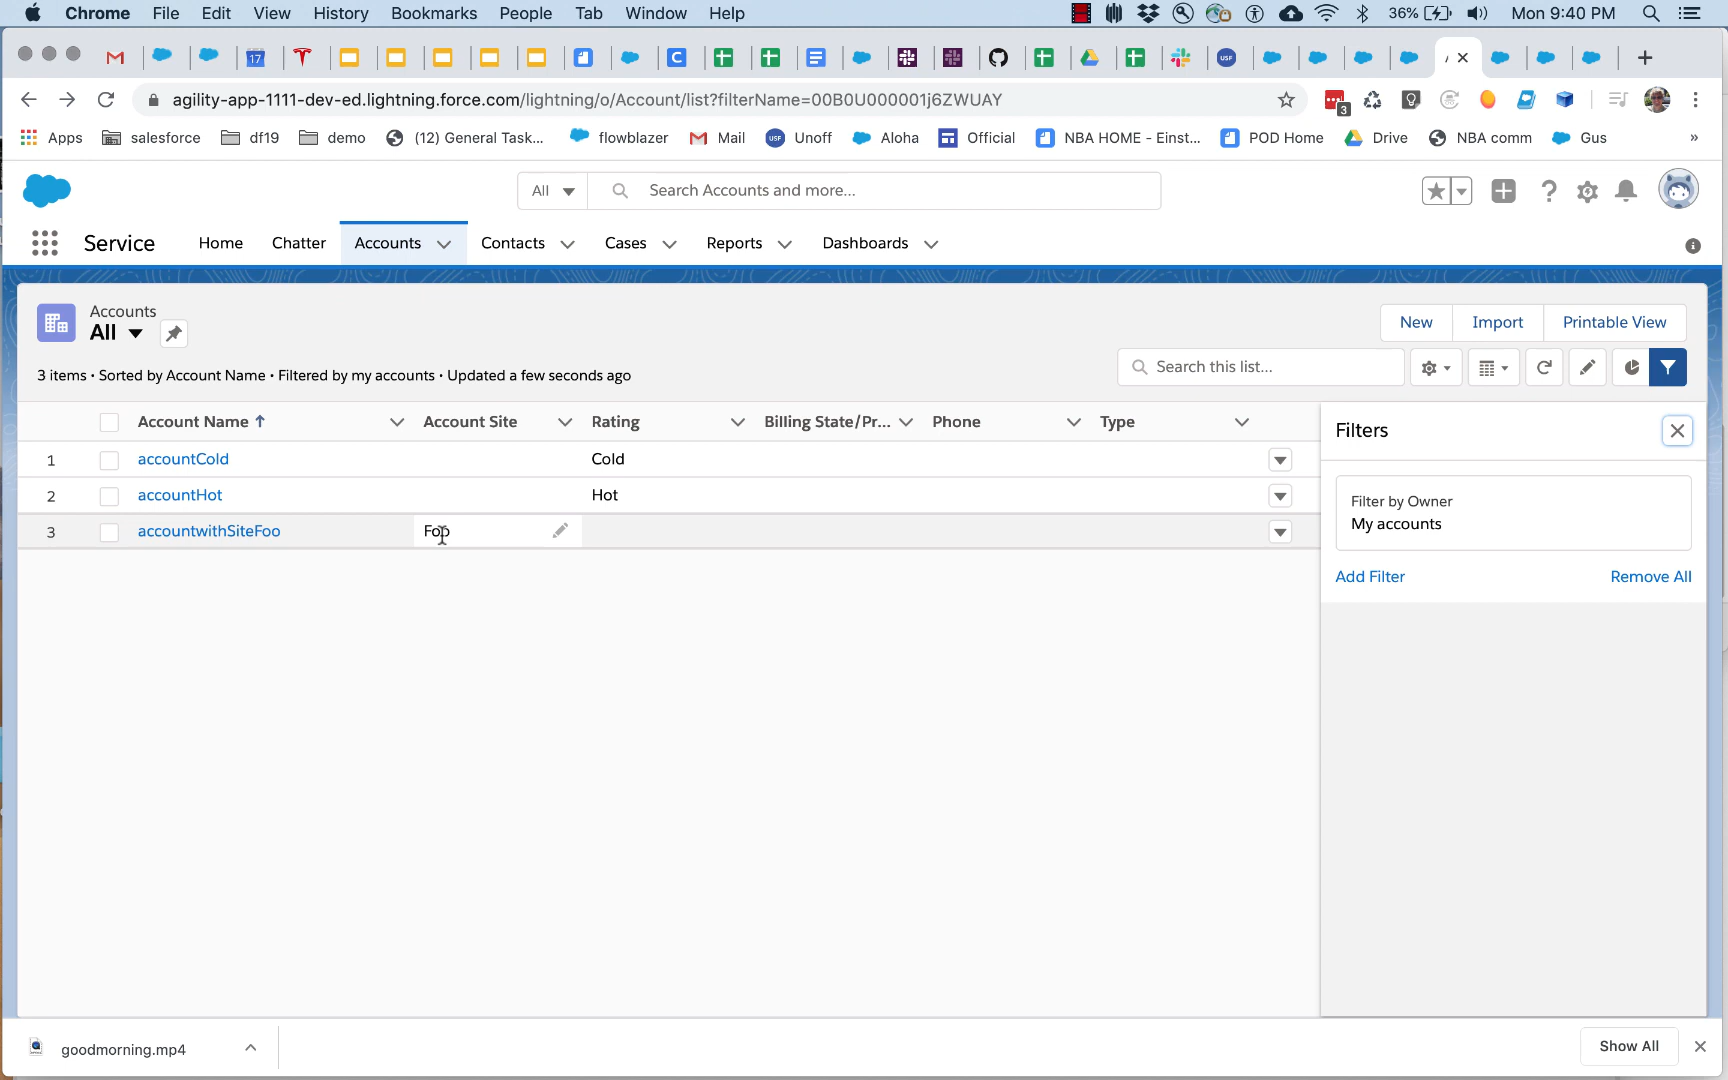 Chrome File Edit View History Bookmarks People Tab Window Help 36% Mon 9:40 PM
17 C USF
agility-app-1111-dev-ed.lightning.force.com/lightning/o/Account/list?filterName=00B0U000001j6ZWUAY 3
Apps salesforce df19 demo (12) General Task... flowblazer Mail USF Unoff Aloha Official NBA HOME - Einst... POD Home Drive NBA comm Gus »
All Search Accounts and more...
Service Home Chatter Accounts Contacts Cases Reports Dashboards
Accounts
All
New Import Printable View
3 items • Sorted by Account Name • Filtered by my accounts • Updated a few seconds ago
Search this list...
Account Name Account Site Rating Billing State/Pr... Phone Type
1 accountCold Cold
2 accountHot Hot
3 accountwithSiteFoo Foo
Filters
Filter by Owner
My accounts
Add Filter Remove All
goodmorning.mp4 Show All